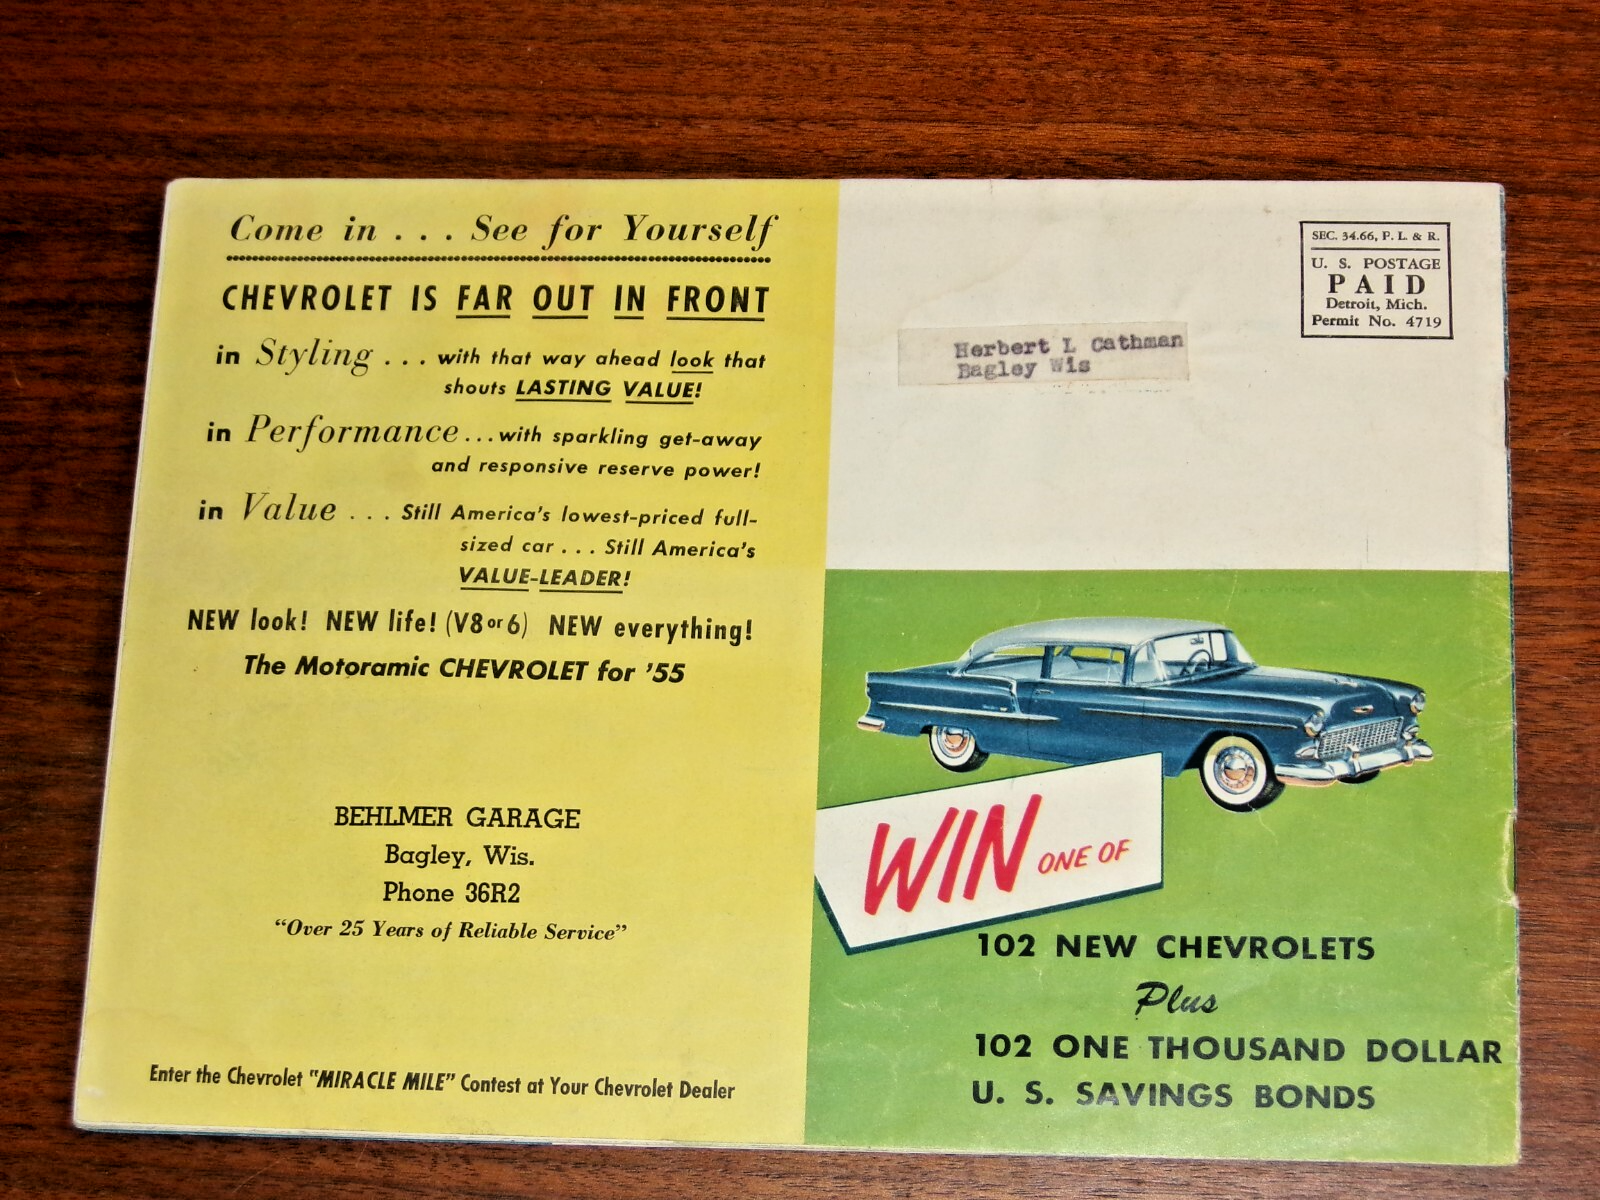 Come in . . . See for Yourself
CHEVROLET IS FAR OUT IN FRONT
in Styling . . . with that way ahead look that
shouts LASTING VALUE!
in Performance . . . with sparkling get-away
and responsive reserve power!
in Value . . . Still America's lowest-priced full-
sized car . . . Still America's
VALUE-LEADER!
NEW look! NEW life! (V8 or 6) NEW everything!
The Motoramic CHEVROLET for '55
BEHLMER GARAGE
Bagley, Wis.
Phone 36R2
"Over 25 Years of Reliable Service"
Enter the Chevrolet "MIRACLE MILE" Contest at Your Chevrolet Dealer
SEC. 34.66, P. L. & R.
U. S. POSTAGE
PAID
Detroit, Mich.
Permit No. 4719
Herbert L Cathman
Bagley Wis
WIN ONE OF
102 NEW CHEVROLETS
Plus
102 ONE THOUSAND DOLLAR
U. S. SAVINGS BONDS